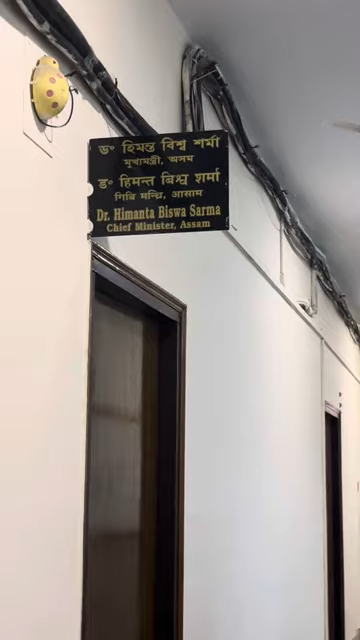 ড° হিমন্ত বিশ্ব শৰ্মা
মুখ্যমন্ত্ৰী, অসম
ड॰ हिमन्त बिश्व शर्मा
गिबि मन्थ्रि, आसाम
Dr. Himanta Biswa Sarma
Chief Minister, Assam